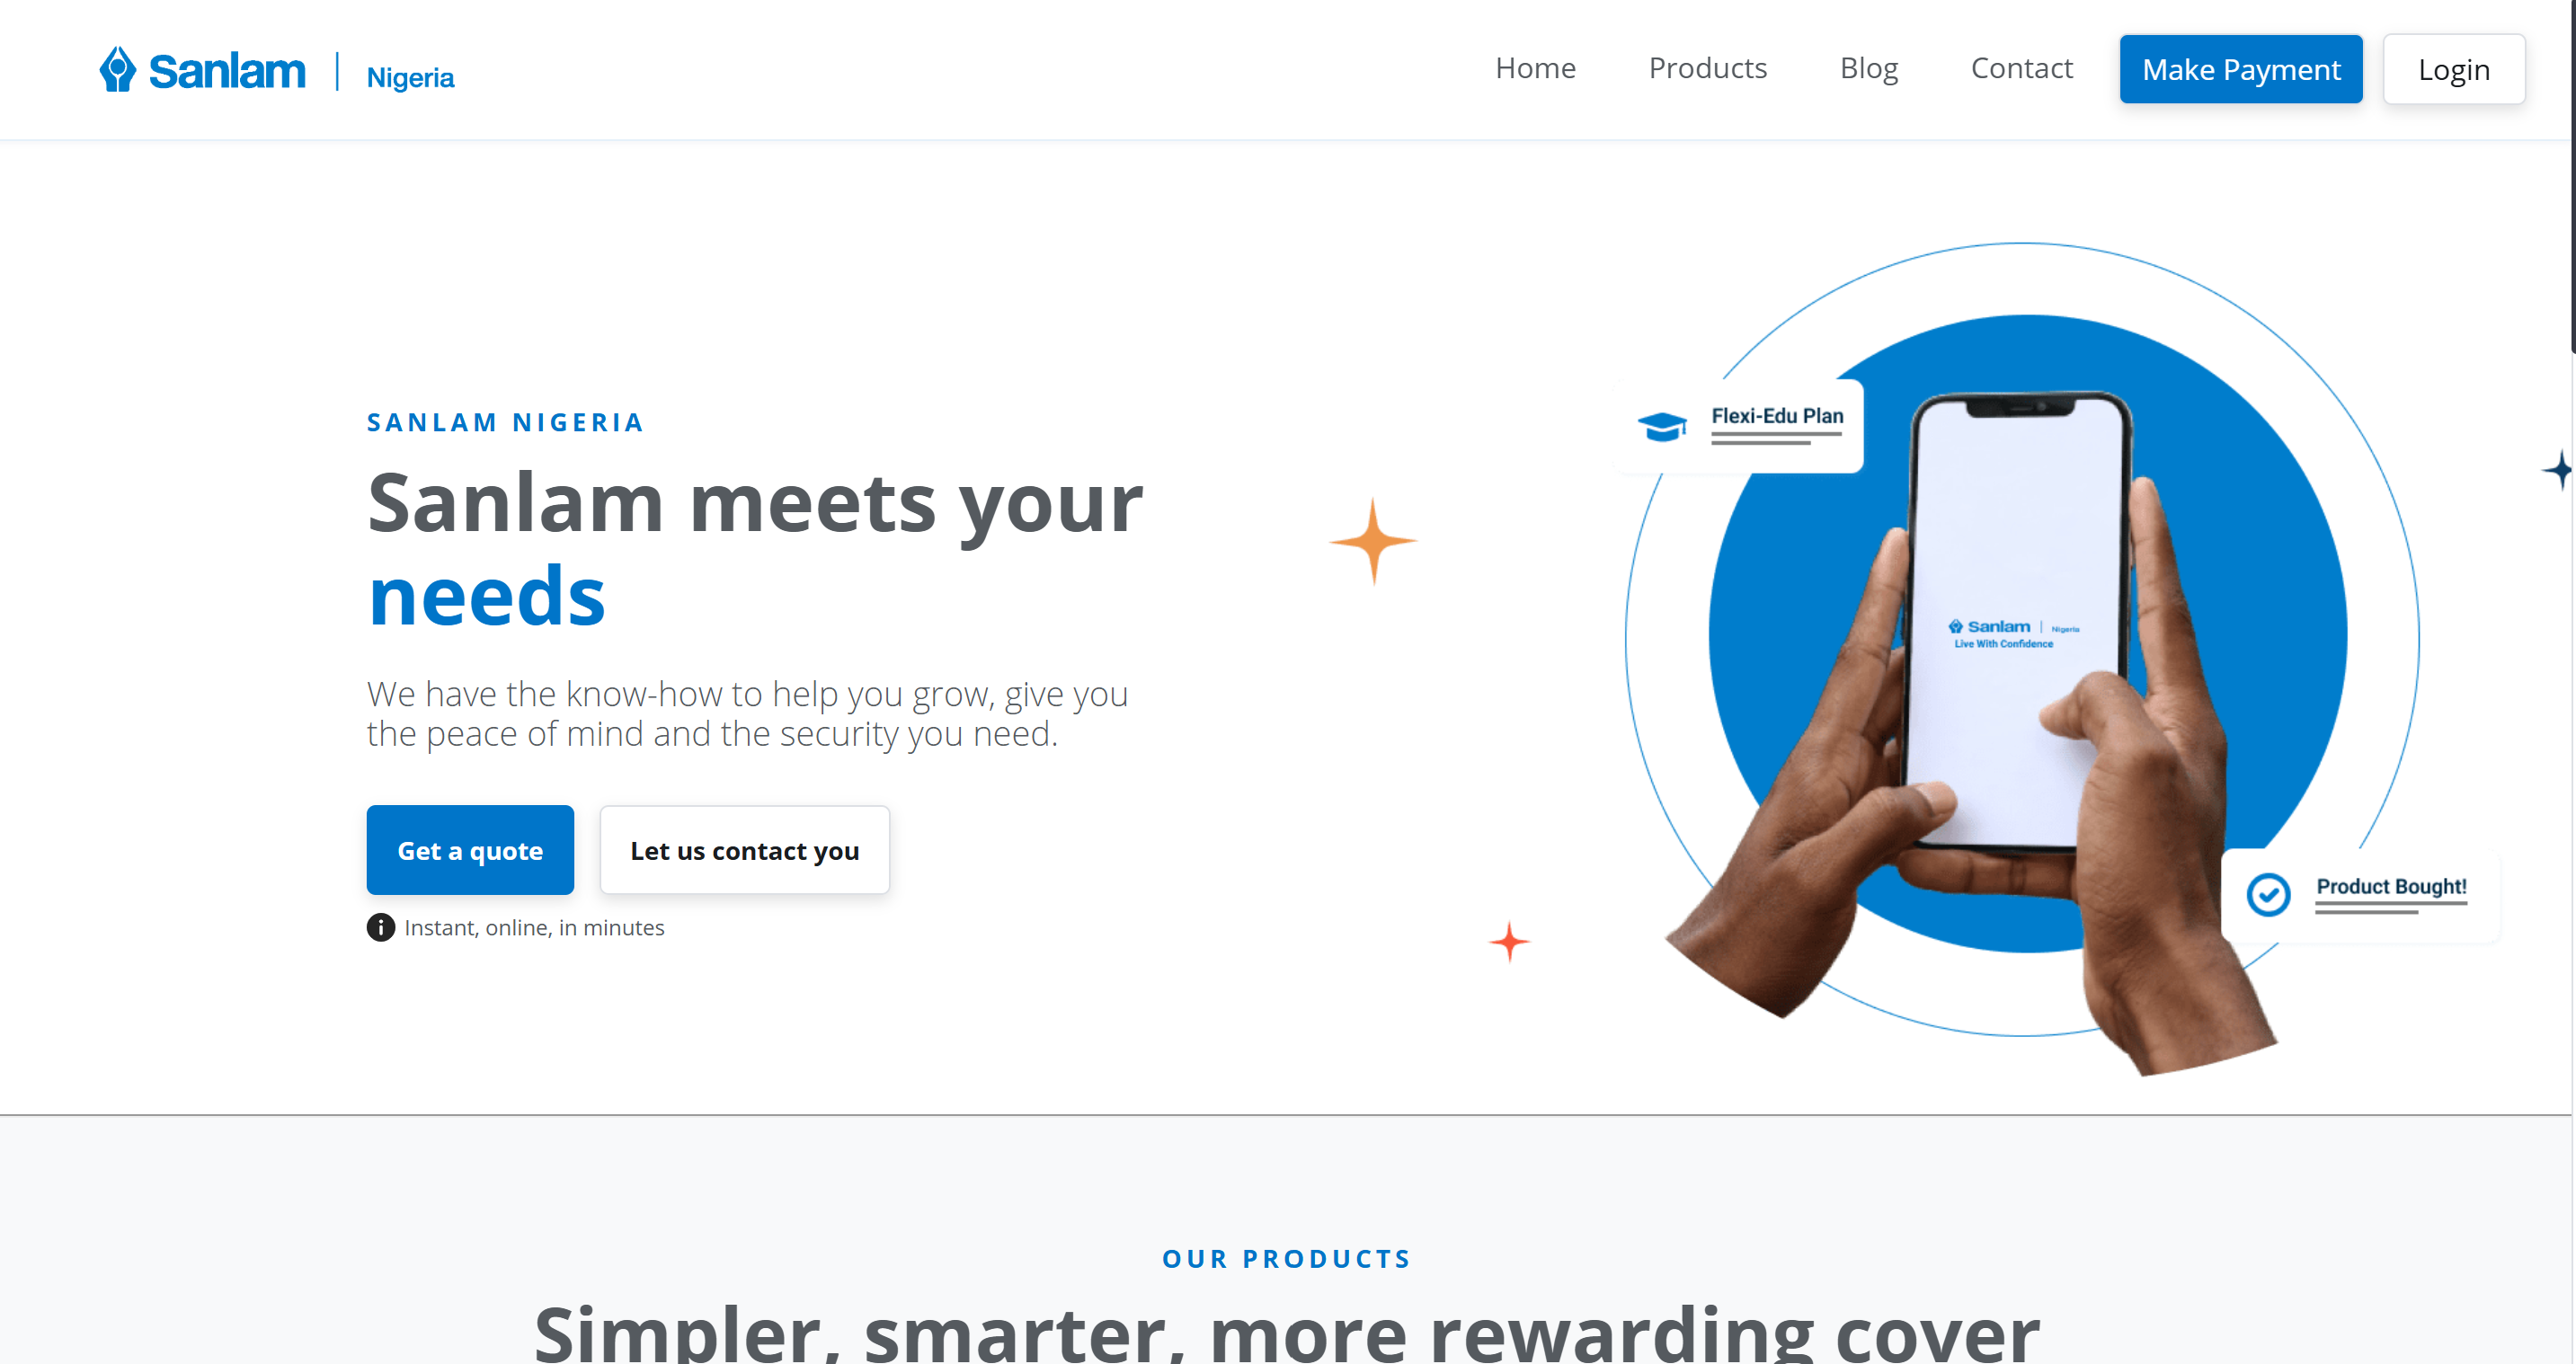 Sanlam | Nigeria
Home
Products
Blog
Contact
Make Payment
Login
SANLAM NIGERIA
Sanlam meets your
needs
We have the know-how to help you grow, give you
the peace of mind and the security you need.
Get a quote
Let us contact you
Instant, online, in minutes
Flexi-Edu Plan
Sanlam | Nigeria
Live With Confidence
Product Bought!
OUR PRODUCTS
Simpler, smarter, more rewarding cover